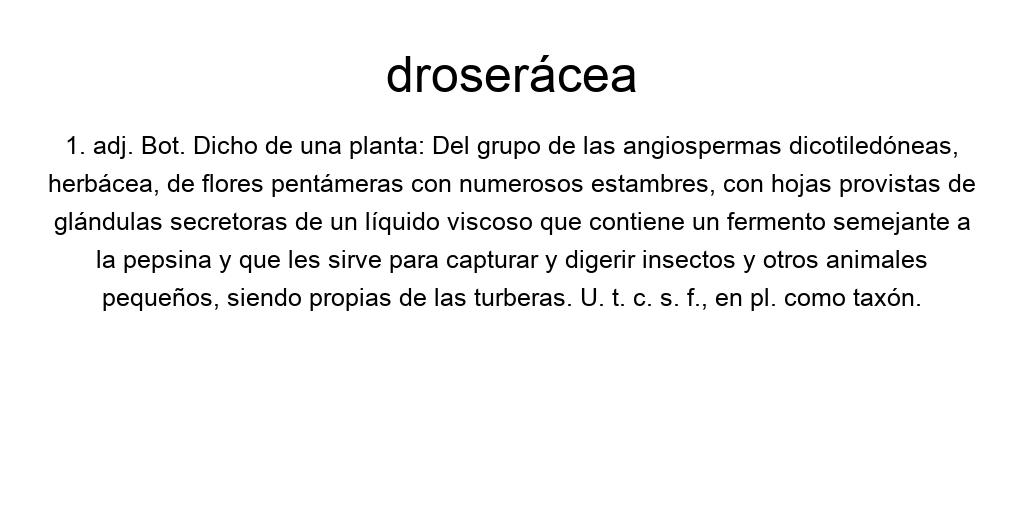 droserácea
1. adj. Bot. Dicho de una planta: Del grupo de las angiospermas dicotiledóneas,
herbácea, de flores pentámeras con numerosos estambres, con hojas provistas de
glándulas secretoras de un líquido viscoso que contiene un fermento semejante a
la pepsina y que les sirve para capturar y digerir insectos y otros animales
pequeños, siendo propias de las turberas. U. t. c. s. f., en pl. como taxón.